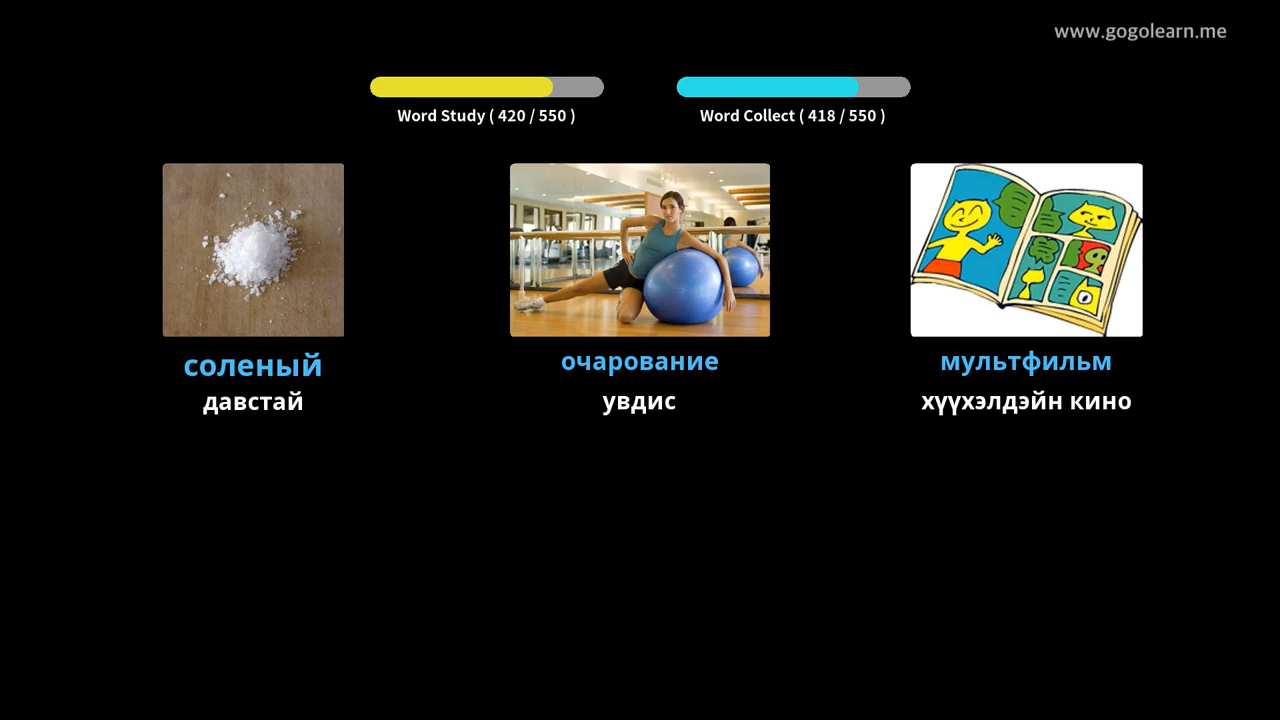 www.gogolearn.me
Word Study ( 420 / 550 )
Word Collect ( 418 / 550 )
соленый
очарование
мультфильм
давстай
увдис
хүүхэлдэйн кино